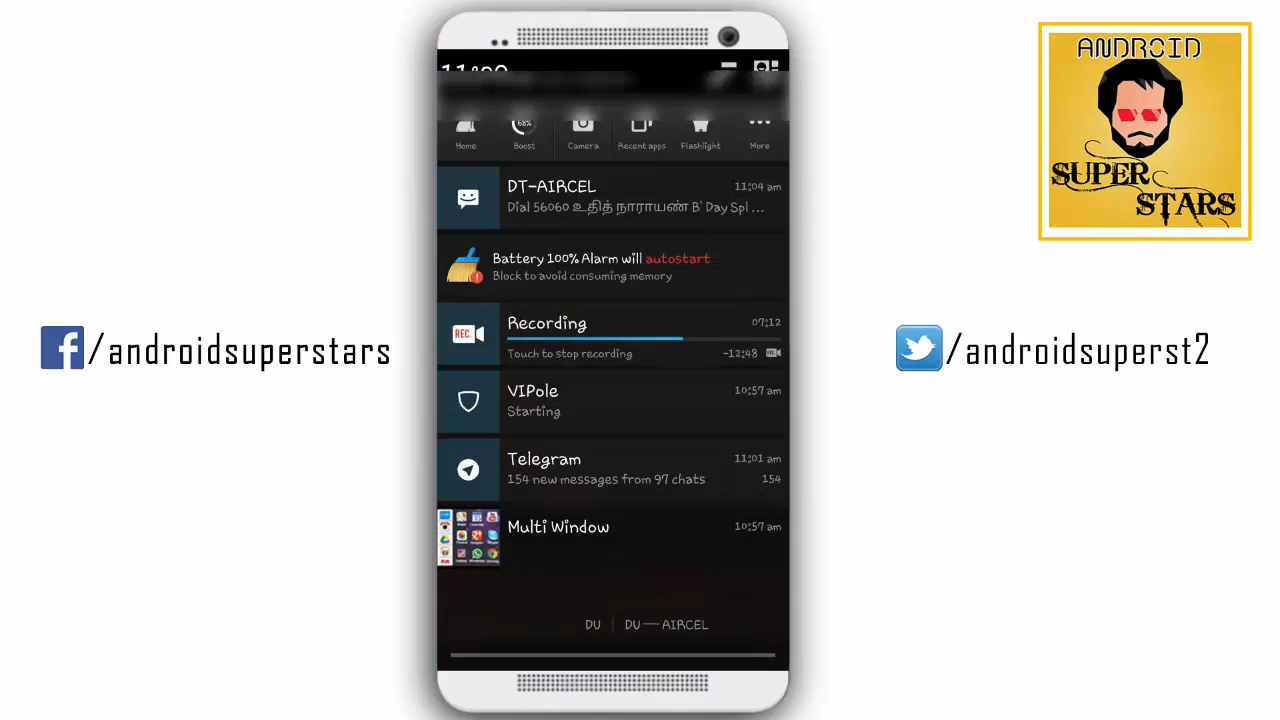 ANDROID
SUPER
STARS
68%
Home
Boost
Camera
Recent apps
Flashlight
More
DT-AIRCEL
11:04 am
Dial 56060 உதித் நாராயண் B' Day Spl ...
Battery 100% Alarm will autostart
Block to avoid consuming memory
REC.
Recording
07:12
Touch to stop recording
-12:48
VIPole
10:57 am
Starting
Telegram
11:01 am
154 new messages from 97 chats
154
Multi Window
10:57 am
DU | DU — AIRCEL
/androidsuperstars
/androidsuperst2